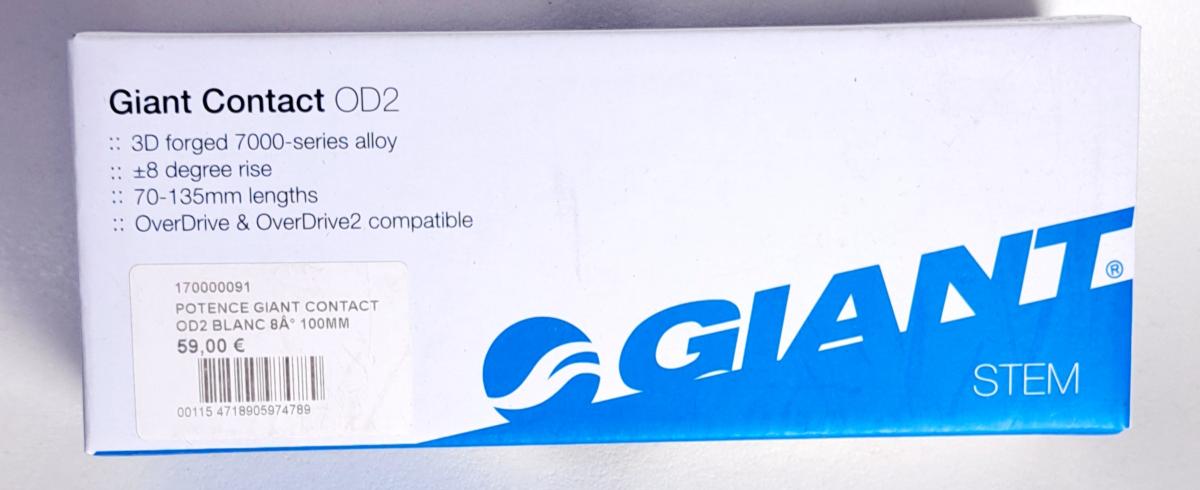 Giant Contact OD2
:: 3D forged 7000-series alloy
:: ±8 degree rise
:: 70-135mm lengths
:: OverDrive & OverDrive2 compatible
170000091
POTENCE GIANT CONTACT
OD2 BLANC 8Â° 100MM
59,00 €
00115 4718905974789
GIANT®
STEM